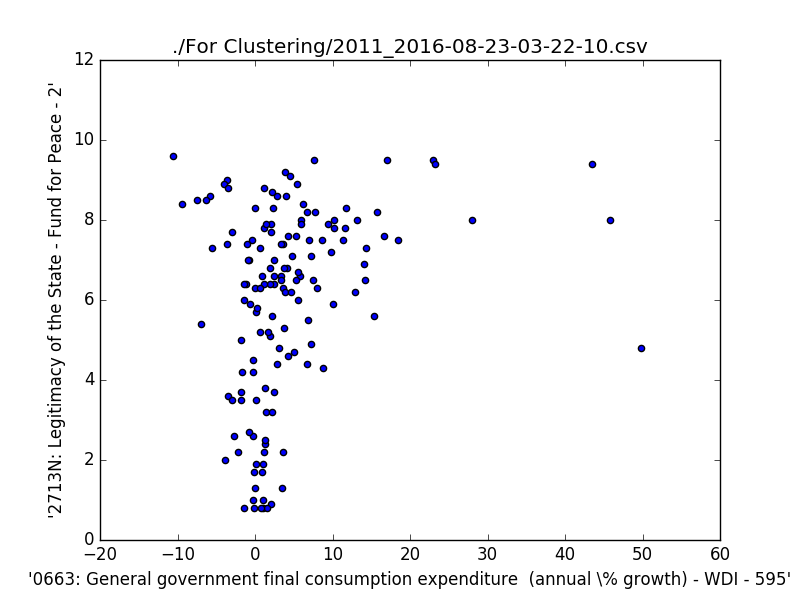 ./For Clustering/2011_2016-08-23-03-22-10.csv
'2713N: Legitimacy of the State - Fund for Peace - 2'
12
10
8
6
4
2
0
−20 −10 0 10 20 30 40 50 60
'0663: General government final consumption expenditure  (annual \% growth) - WDI - 595'